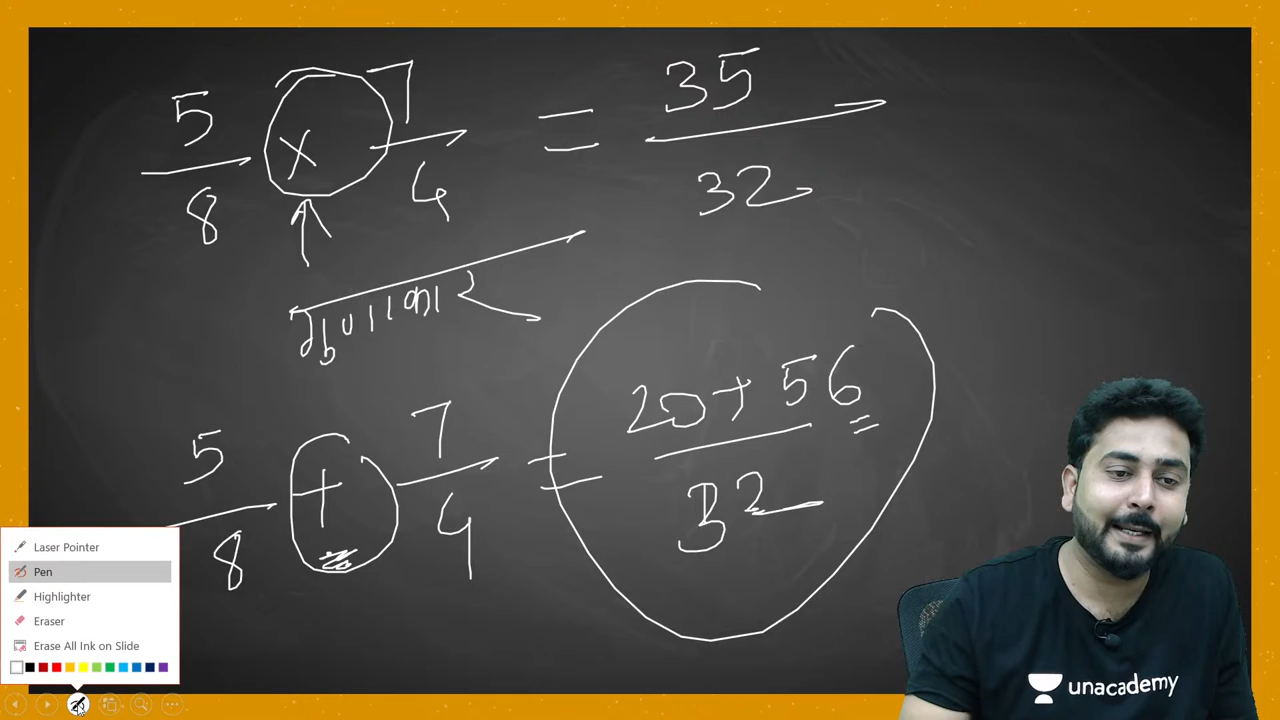 5/8 × 7/4 = 35/32
गुणाकार
5/8 + 7/4 = 20+56/32
Laser Pointer
Pen
Highlighter
Eraser
Erase All Ink on Slide
unacademy